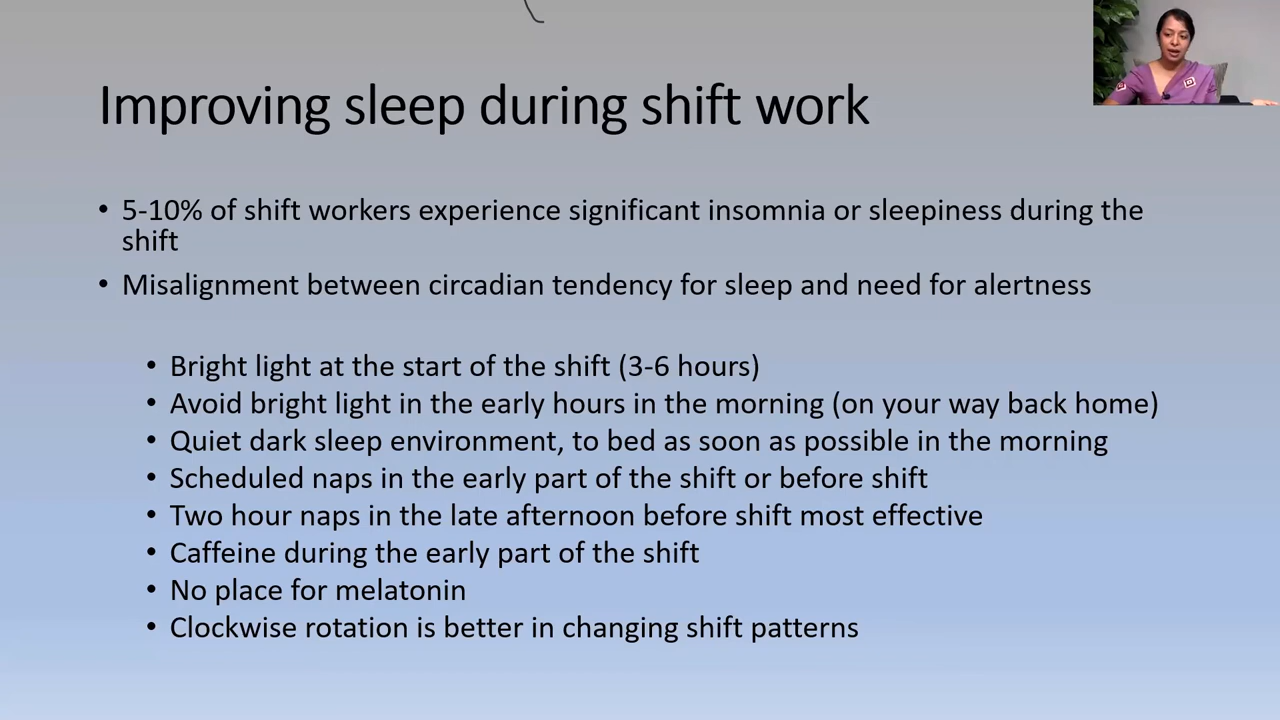 Improving sleep during shift work
• 5-10% of shift workers experience significant insomnia or sleepiness during the
shift
• Misalignment between circadian tendency for sleep and need for alertness
• Bright light at the start of the shift (3-6 hours)
• Avoid bright light in the early hours in the morning (on your way back home)
• Quiet dark sleep environment, to bed as soon as possible in the morning
• Scheduled naps in the early part of the shift or before shift
• Two hour naps in the late afternoon before shift most effective
• Caffeine during the early part of the shift
• No place for melatonin
• Clockwise rotation is better in changing shift patterns